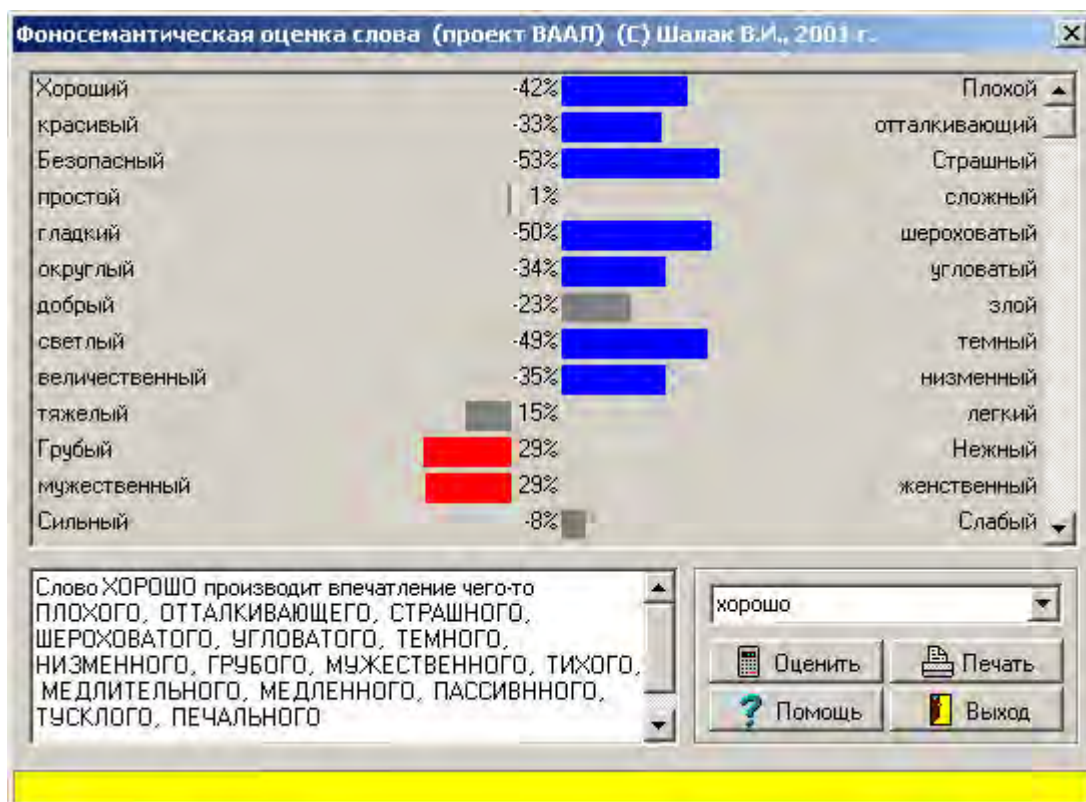 Фоносемантическая оценка слова (проект ВААЛ) (С) Шалак В.И., 2001 г.
Хороший -42% Плохой
красивый -33% отталкивающий
Безопасный -53% Страшный
простой 1% сложный
гладкий -50% шероховатый
округлый -34% угловатый
добрый -23% злой
светлый -49% темный
величественный -35% низменный
тяжелый 15% легкий
Грубый 29% Нежный
мужественный 29% женственный
Сильный -8% Слабый
Слово ХОРОШО производит впечатление чего-то
ПЛОХОГО, ОТТАЛКИВАЮЩЕГО, СТРАШНОГО,
ШЕРОХОВАТОГО, УГЛОВАТОГО, ТЕМНОГО,
НИЗМЕННОГО, ГРУБОГО, МУЖЕСТВЕННОГО, ТИХОГО,
МЕДЛИТЕЛЬНОГО, МЕДЛЕННОГО, ПАССИВННОГО,
ТУСКЛОГО, ПЕЧАЛЬНОГО
хорошо
Оценить Печать
Помощь Выход